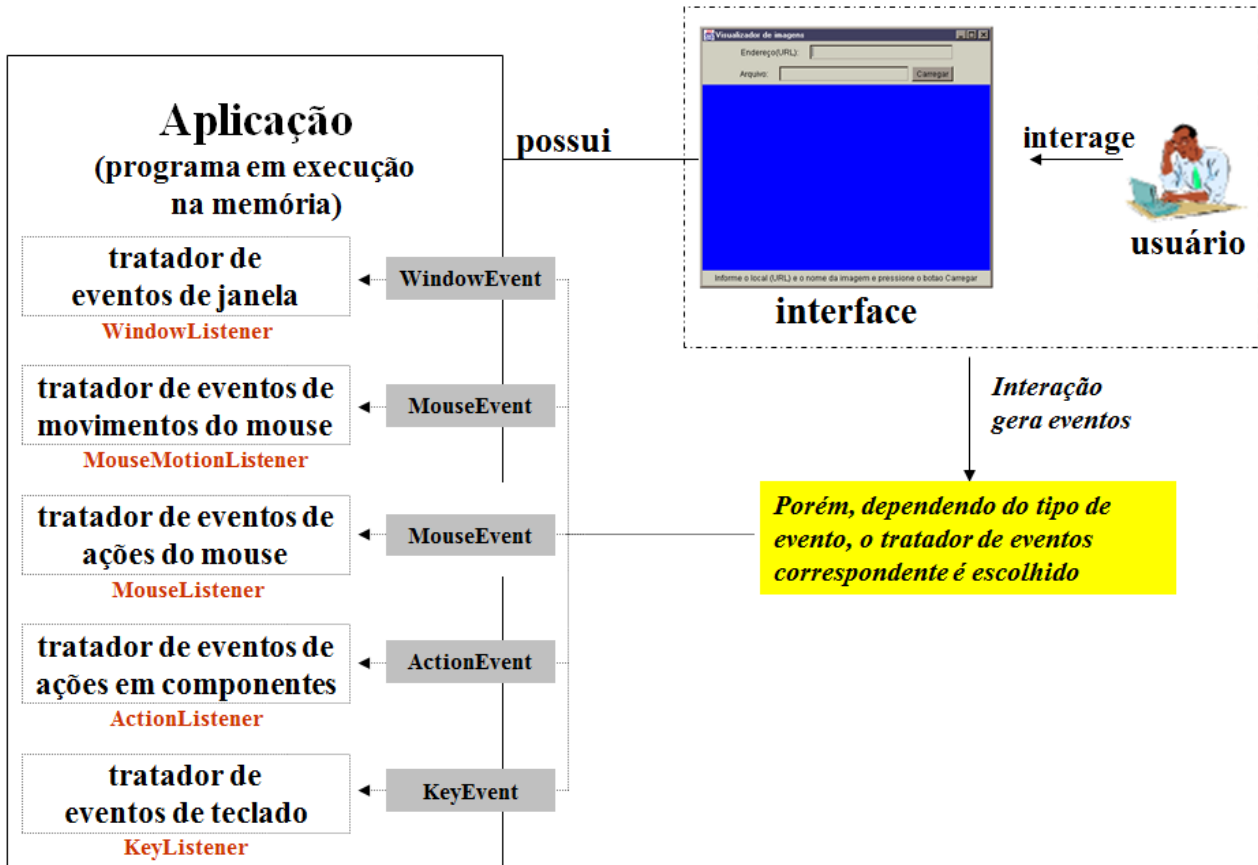 Aplicação
(programa em execução
na memória)
tratador de
eventos de janela
WindowListener
tratador de eventos de
movimentos do mouse
MouseMotionListener
tratador de eventos de
ações do mouse
MouseListener
tratador de eventos de
ações em componentes
ActionListener
tratador de
eventos de teclado
KeyListener
WindowEvent
MouseEvent
MouseEvent
ActionEvent
KeyEvent
possui
Visualizador de imagens
Endereço(URL):
Arquivo:
Carregar
Informe o local (URL) e o nome da imagem e pressione o botao Carregar
interface
interage
usuário
Interação
gera eventos
Porém, dependendo do tipo de
evento, o tratador de eventos
correspondente é escolhido